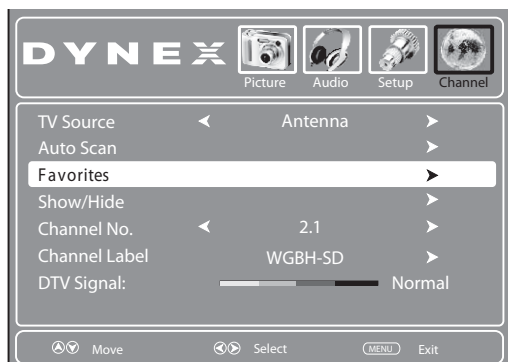 DYNEX
Picture Audio Setup Channel
TV Source Antenna
Auto Scan
Favorites
Show/Hide
Channel No. 2.1
Channel Label WGBH-SD
DTV Signal: Normal
Move Select MENU Exit